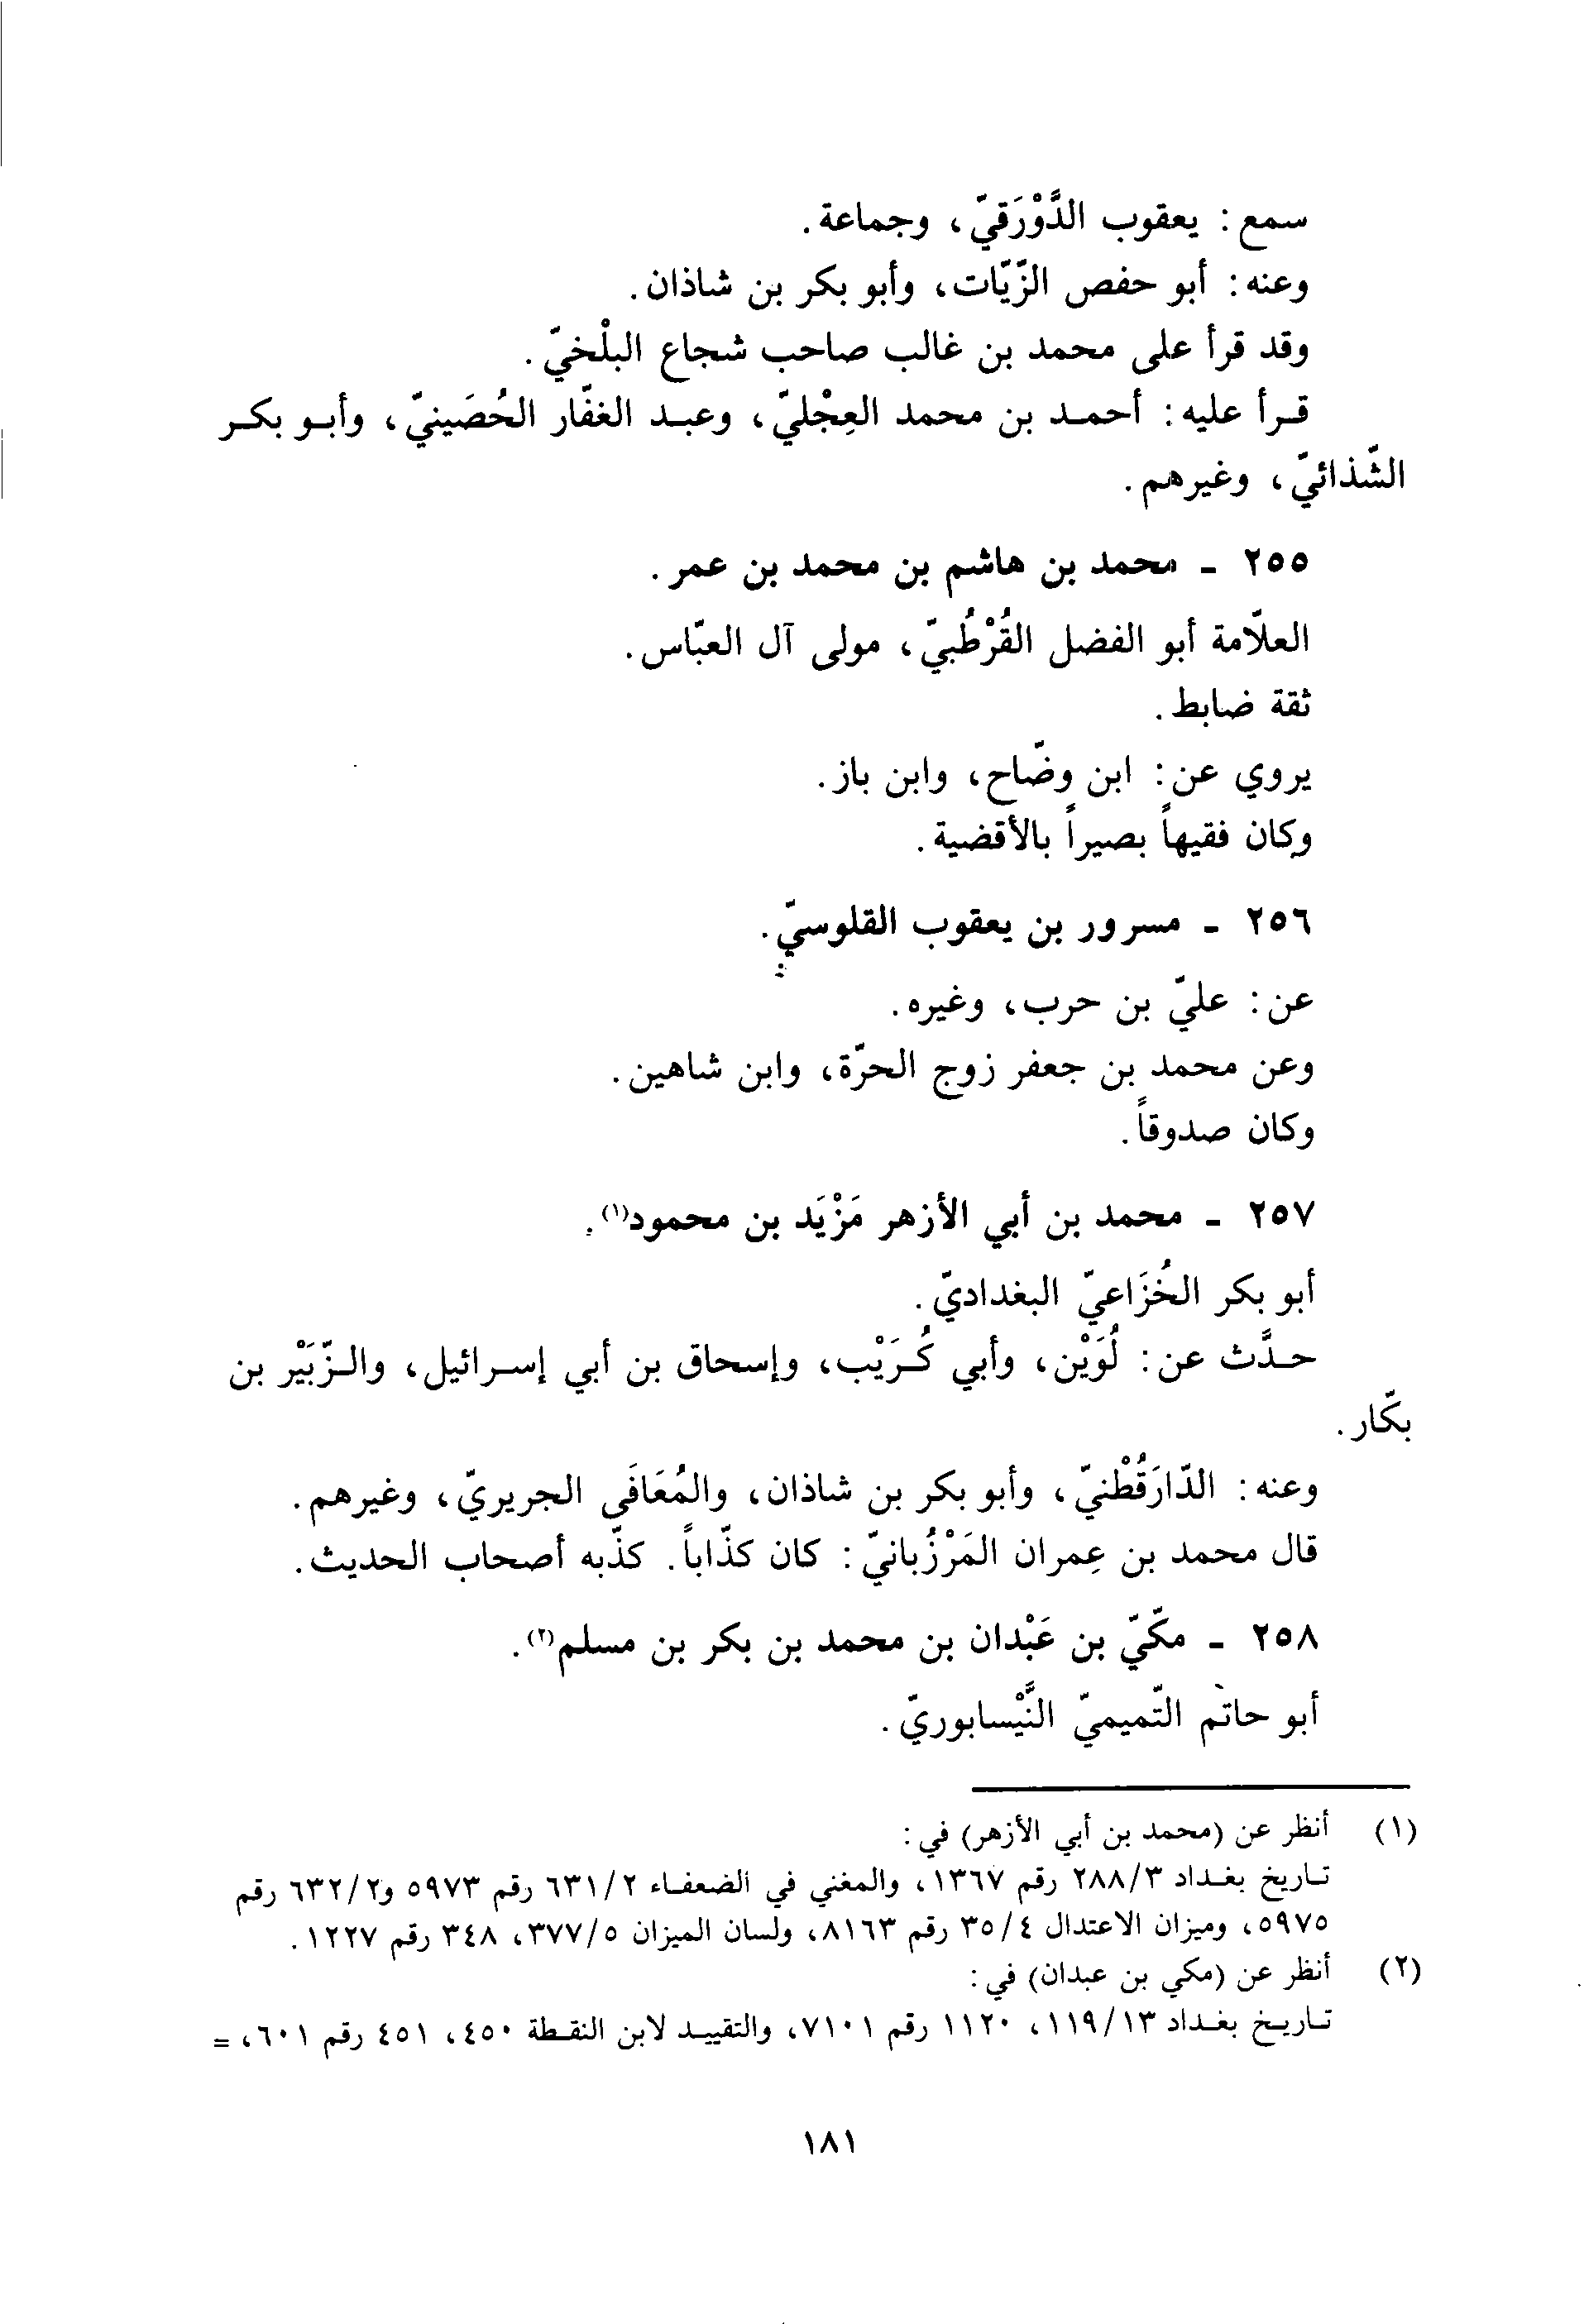 سمع: يعقوب الدَّوْرَقيّ، وجماعة.
وعنه: أبو حفص الزّيّات، وأبو بكر بن شاذان.
وقد قرأ على محمد بن غالب صاحب شجاع البلْخيّ.
قرأ عليه: أحمد بن محمد العِجْليّ، وعبد الغفّار الحُصَينيّ، وأبو بكر
الشّذائيّ، وغيرهم.
٢٥٥ - محمد بن هاشم بن محمد بن عمر.
العلاّمة أبو الفضل القُرْطُبيّ، مولى آل العبّاس.
ثقة ضابط.
يروي عن: ابن وضّاح، وابن باز.
وكان فقيهاً بصيراً بالأقضية.
٢٥٦ - مسرور بن يعقوب القلوسيّ.
عن: عليّ بن حرب، وغيره.
وعن محمد بن جعفر زوج الحرّة، وابن شاهين.
وكان صدوقاً.
٢٥٧ - محمد بن أبي الأزهر مَزْيَد بن محمود(١).
أبو بكر الخُزَاعيّ البغداديّ.
حدَّث عن: لُوَيْن، وأبي كُرَيْب، وإسحاق بن أبي إسرائيل، والزّبَيْر بن
بكّار.
وعنه: الدّارَقُطْنيّ، وأبو بكر بن شاذان، والمُعَافَى الجريريّ، وغيرهم.
قال محمد بن عِمران المَرْزُبانيّ: كان كذّاباً. كذّبه أصحاب الحديث.
٢٥٨ - مكّيّ بن عَبْدان بن محمد بن بكر بن مسلم(٢).
أبو حاتم التّميميّ النَّيْسابوريّ.
(١) أنظر عن (محمد بن أبي الأزهر) في:
تاريخ بغداد ٢٨٨/٣ رقم ١٣٦٧، والمغني في الضعفاء ٦٣١/٢ رقم ٥٩٧٣ و٦٣٢/٢ رقم
٥٩٧٥، وميزان الاعتدال ٣٥/٤ رقم ٨١٦٣، ولسان الميزان ٣٧٧/٥، ٣٤٨ رقم ١٢٢٧.
(٢) أنظر عن (مكي بن عبدان) في:
تاريخ بغداد ١١٩/١٣، ١١٢٠ رقم ٧١٠١، والتقييد لابن النقطة ٤٥٠، ٤٥١ رقم ٦٠١، =
١٨١